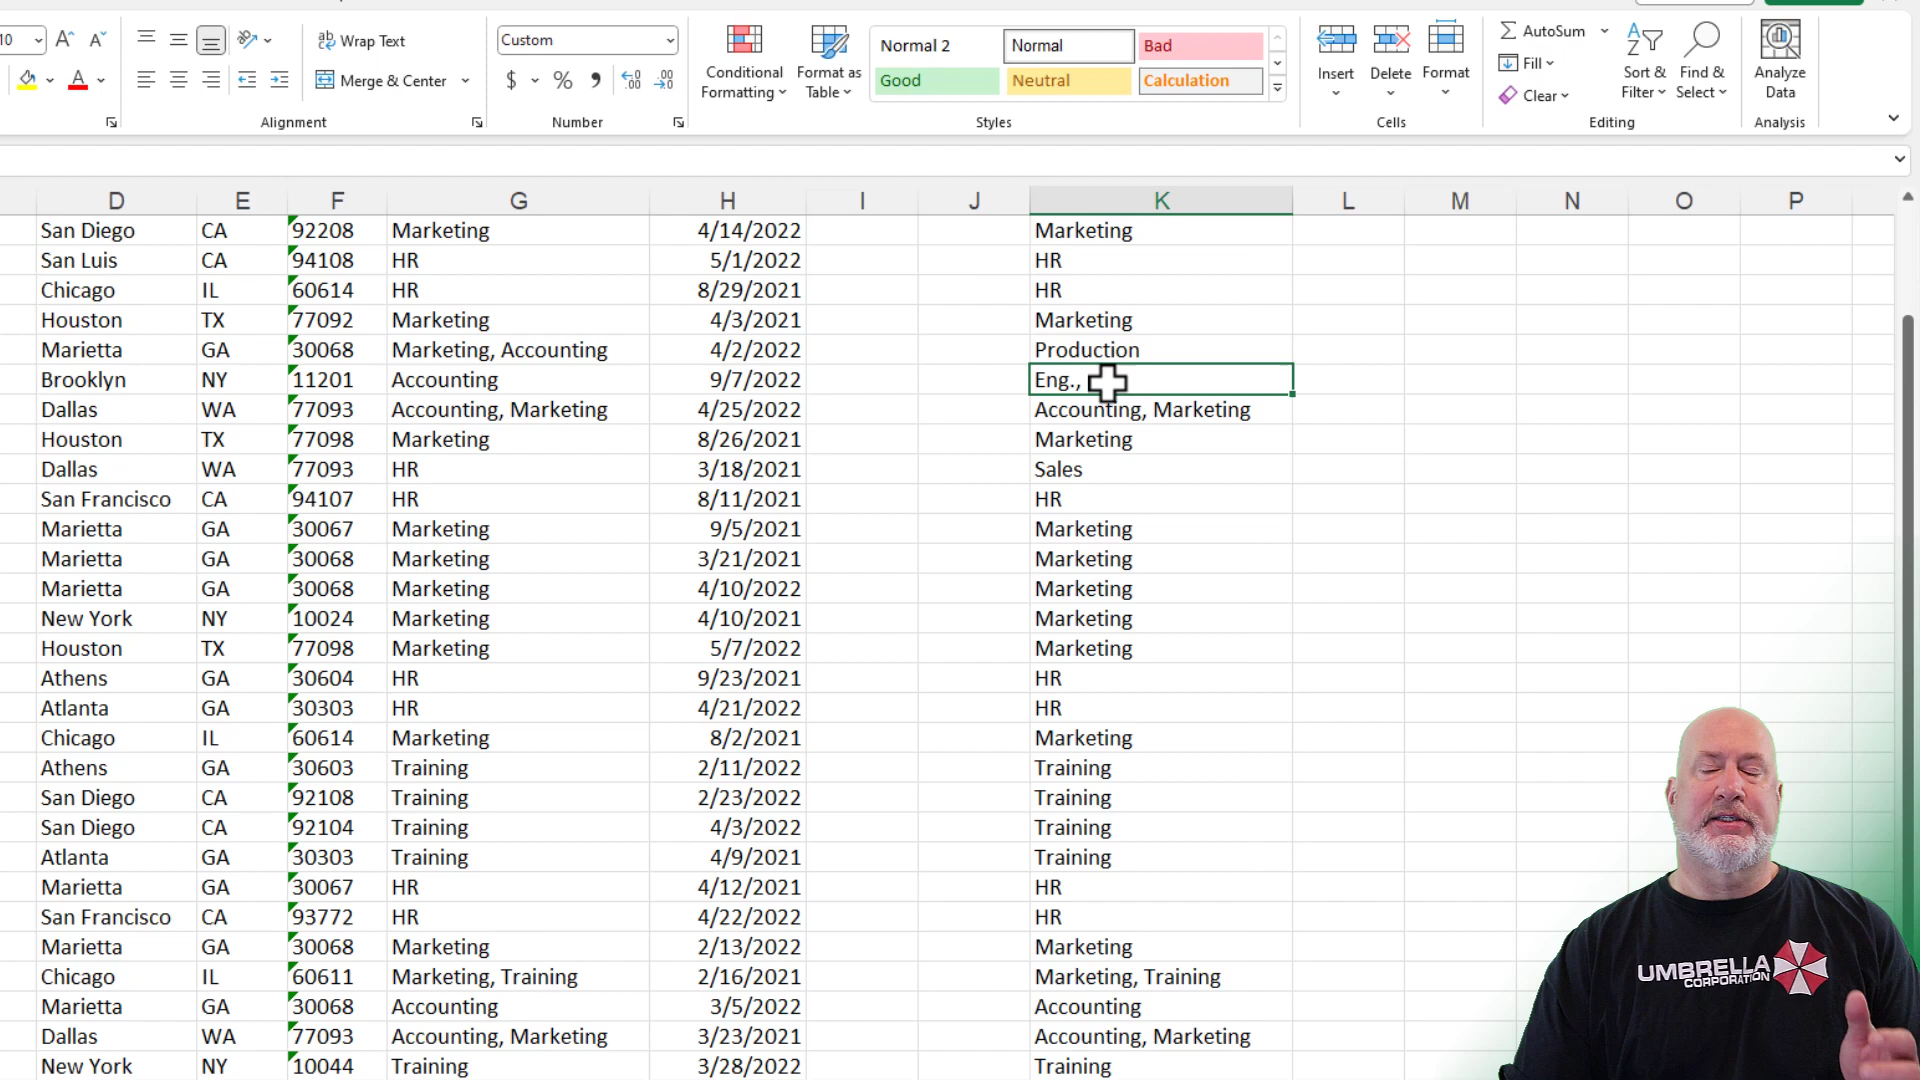 10 A A Wrap Text Custom Normal 2 Normal Bad AutoSum
Merge & Center $ % , Conditional Formatting Format as Table Good Neutral Calculation Insert Delete Format Fill Clear Sort & Filter Find & Select Analyze Data
Alignment Number Styles Cells Editing Analysis
D E F G H I J K L M N O P
San Diego CA 92208 Marketing 4/14/2022 Marketing
San Luis CA 94108 HR 5/1/2022 HR
Chicago IL 60614 HR 8/29/2021 HR
Houston TX 77092 Marketing 4/3/2021 Marketing
Marietta GA 30068 Marketing, Accounting 4/2/2022 Production
Brooklyn NY 11201 Accounting 9/7/2022 Eng.,
Dallas WA 77093 Accounting, Marketing 4/25/2022 Accounting, Marketing
Houston TX 77098 Marketing 8/26/2021 Marketing
Dallas WA 77093 HR 3/18/2021 Sales
San Francisco CA 94107 HR 8/11/2021 HR
Marietta GA 30067 Marketing 9/5/2021 Marketing
Marietta GA 30068 Marketing 3/21/2021 Marketing
Marietta GA 30068 Marketing 4/10/2022 Marketing
New York NY 10024 Marketing 4/10/2021 Marketing
Houston TX 77098 Marketing 5/7/2022 Marketing
Athens GA 30604 HR 9/23/2021 HR
Atlanta GA 30303 HR 4/21/2022 HR
Chicago IL 60614 Marketing 8/2/2021 Marketing
Athens GA 30603 Training 2/11/2022 Training
San Diego CA 92108 Training 2/23/2022 Training
San Diego CA 92104 Training 4/3/2022 Training
Atlanta GA 30303 Training 4/9/2021 Training
Marietta GA 30067 HR 4/12/2021 HR
San Francisco CA 93772 HR 4/22/2022 HR
Marietta GA 30068 Marketing 2/13/2022 Marketing
Chicago IL 60611 Marketing, Training 2/16/2021 Marketing, Training
Marietta GA 30068 Accounting 3/5/2022 Accounting
Dallas WA 77093 Accounting, Marketing 3/23/2021 Accounting, Marketing
New York NY 10044 Training 3/28/2022 Training
UMBRELLA
CORPORATION